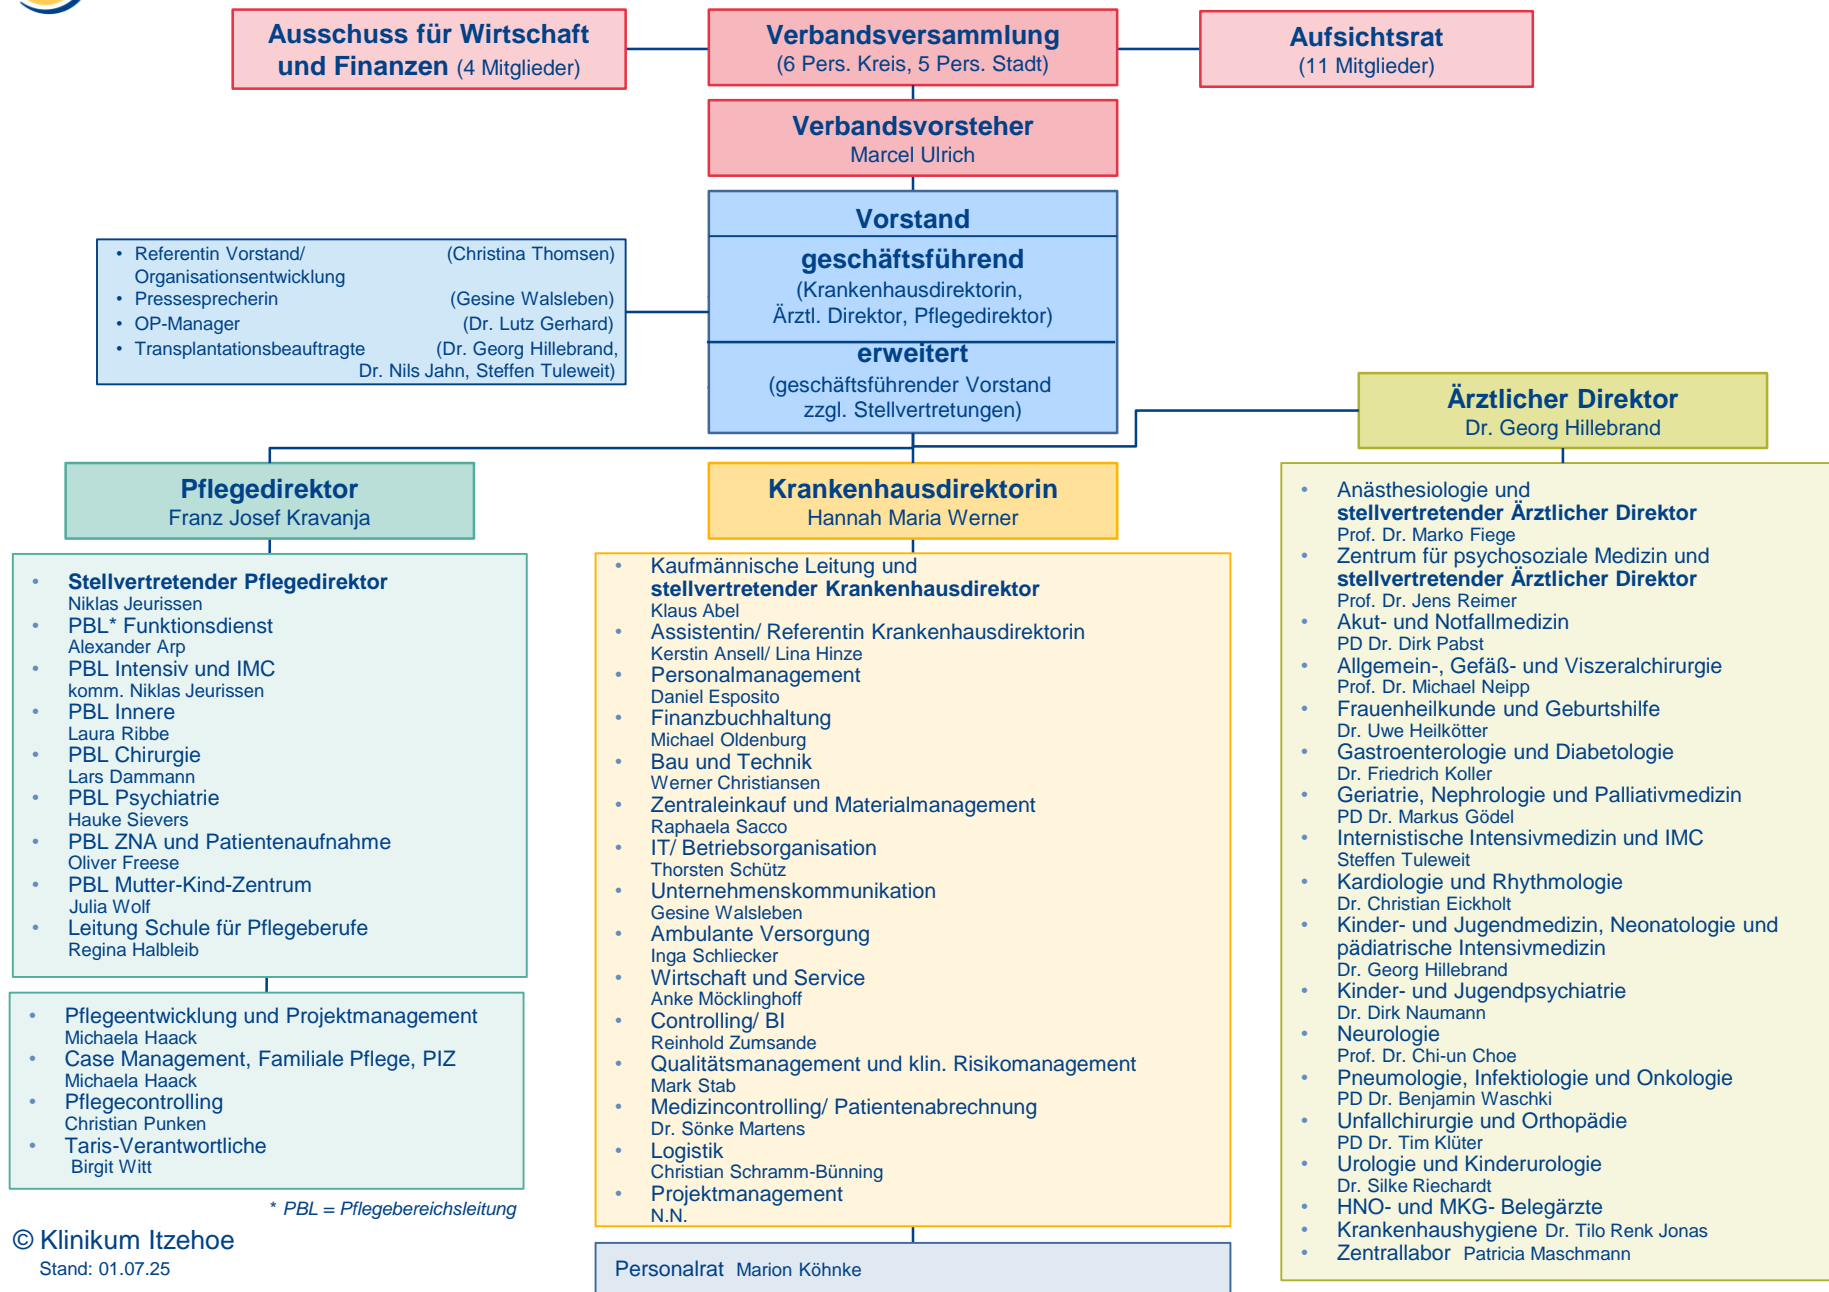 Ausschuss für Wirtschaft
und Finanzen (4 Mitglieder)
Verbandsversammlung
(6 Pers. Kreis, 5 Pers. Stadt)
Aufsichtsrat
(11 Mitglieder)
Verbandsvorsteher
Marcel Ulrich
Vorstand
geschäftsführend
(Krankenhausdirektorin,
Ärztl. Direktor, Pflegedirektor)
erweitert
(geschäftsführender Vorstand
zzgl. Stellvertretungen)
• Referentin Vorstand/ (Christina Thomsen)
Organisationsentwicklung
• Pressesprecherin (Gesine Walsleben)
• OP-Manager (Dr. Lutz Gerhard)
• Transplantationsbeauftragte (Dr. Georg Hillebrand,
Dr. Nils Jahn, Steffen Tuleweit)
Ärztlicher Direktor
Dr. Georg Hillebrand
Pflegedirektor
Franz Josef Kravanja
Krankenhausdirektorin
Hannah Maria Werner
• Stellvertretender Pflegedirektor
Niklas Jeurissen
• PBL* Funktionsdienst
Alexander Arp
• PBL Intensiv und IMC
komm. Niklas Jeurissen
• PBL Innere
Laura Ribbe
• PBL Chirurgie
Lars Dammann
• PBL Psychiatrie
Hauke Sievers
• PBL ZNA und Patientenaufnahme
Oliver Freese
• PBL Mutter-Kind-Zentrum
Julia Wolf
• Leitung Schule für Pflegeberufe
Regina Halbleib
• Pflegeentwicklung und Projektmanagement
Michaela Haack
• Case Management, Familiale Pflege, PIZ
Michaela Haack
• Pflegecontrolling
Christian Punken
• Taris-Verantwortliche
Birgit Witt
* PBL = Pflegebereichsleitung
© Klinikum Itzehoe
Stand: 01.07.25
• Kaufmännische Leitung und
stellvertretender Krankenhausdirektor
Klaus Abel
• Assistentin/ Referentin Krankenhausdirektorin
Kerstin Ansell/ Lina Hinze
• Personalmanagement
Daniel Esposito
• Finanzbuchhaltung
Michael Oldenburg
• Bau und Technik
Werner Christiansen
• Zentraleinkauf und Materialmanagement
Raphaela Sacco
• IT/ Betriebsorganisation
Thorsten Schütz
• Unternehmenskommunikation
Gesine Walsleben
• Ambulante Versorgung
Inga Schliecker
• Wirtschaft und Service
Anke Möcklinghoff
• Controlling/ BI
Reinhold Zumsande
• Qualitätsmanagement und klin. Risikomanagement
Mark Stab
• Medizincontrolling/ Patientenabrechnung
Dr. Sönke Martens
• Logistik
Christian Schramm-Bünning
• Projektmanagement
N.N.
Personalrat Marion Köhnke
• Anästhesiologie und
stellvertretender Ärztlicher Direktor
Prof. Dr. Marko Fiege
• Zentrum für psychosoziale Medizin und
stellvertretender Ärztlicher Direktor
Prof. Dr. Jens Reimer
• Akut- und Notfallmedizin
PD Dr. Dirk Pabst
• Allgemein-, Gefäß- und Viszeralchirurgie
Prof. Dr. Michael Neipp
• Frauenheilkunde und Geburtshilfe
Dr. Uwe Heilkötter
• Gastroenterologie und Diabetologie
Dr. Friedrich Koller
• Geriatrie, Nephrologie und Palliativmedizin
PD Dr. Markus Gödel
• Internistische Intensivmedizin und IMC
Steffen Tuleweit
• Kardiologie und Rhythmologie
Dr. Christian Eickholt
• Kinder- und Jugendmedizin, Neonatologie und
pädiatrische Intensivmedizin
Dr. Georg Hillebrand
• Kinder- und Jugendpsychiatrie
Dr. Dirk Naumann
• Neurologie
Prof. Dr. Chi-un Choe
• Pneumologie, Infektiologie und Onkologie
PD Dr. Benjamin Waschki
• Unfallchirurgie und Orthopädie
PD Dr. Tim Klüter
• Urologie und Kinderurologie
Dr. Silke Riechardt
• HNO- und MKG- Belegärzte
• Krankenhaushygiene Dr. Tilo Renk Jonas
• Zentrallabor Patricia Maschmann